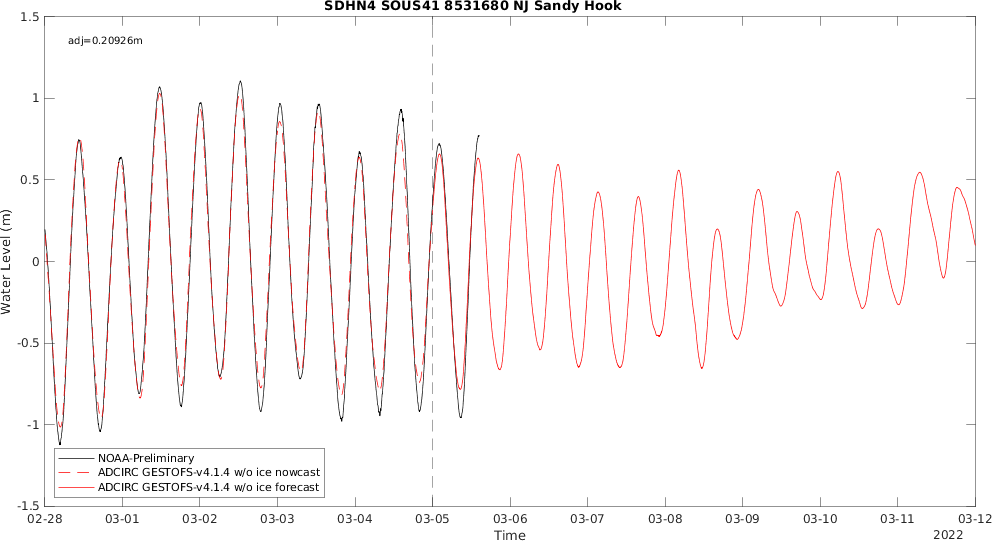 SDHN4 SOUS41 8531680 NJ Sandy Hook
adj=0.20926m
1.5
1
0.5
0
-0.5
-1
-1.5
Water Level (m)
NOAA-Preliminary
ADCIRC GESTOFS-v4.1.4 w/o ice nowcast
ADCIRC GESTOFS-v4.1.4 w/o ice forecast
02-28 03-01 03-02 03-03 03-04 03-05 03-06 03-07 03-08 03-09 03-10 03-11 03-12
Time
2022